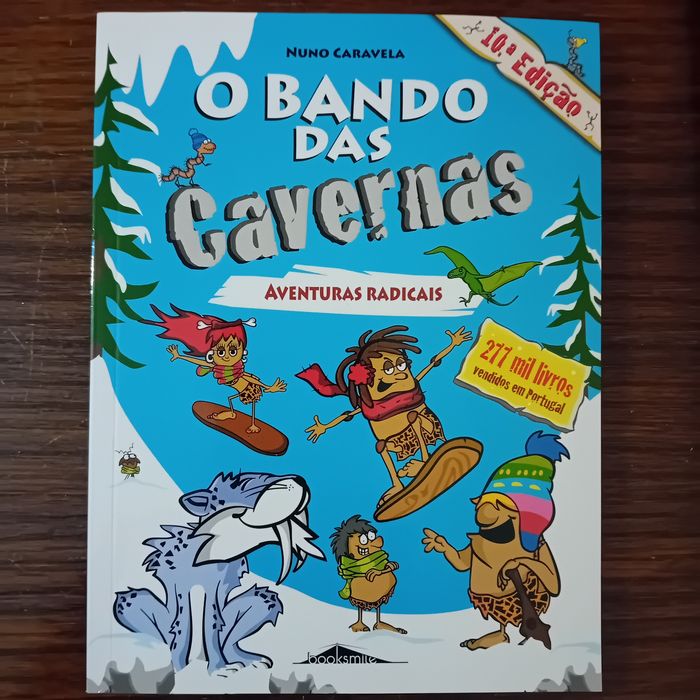 Nuno Caravela
10.ª Edição
O BANDO
DAS
Cavernas
Aventuras radicais
277 mil livros
vendidos em Portugal
booksmile